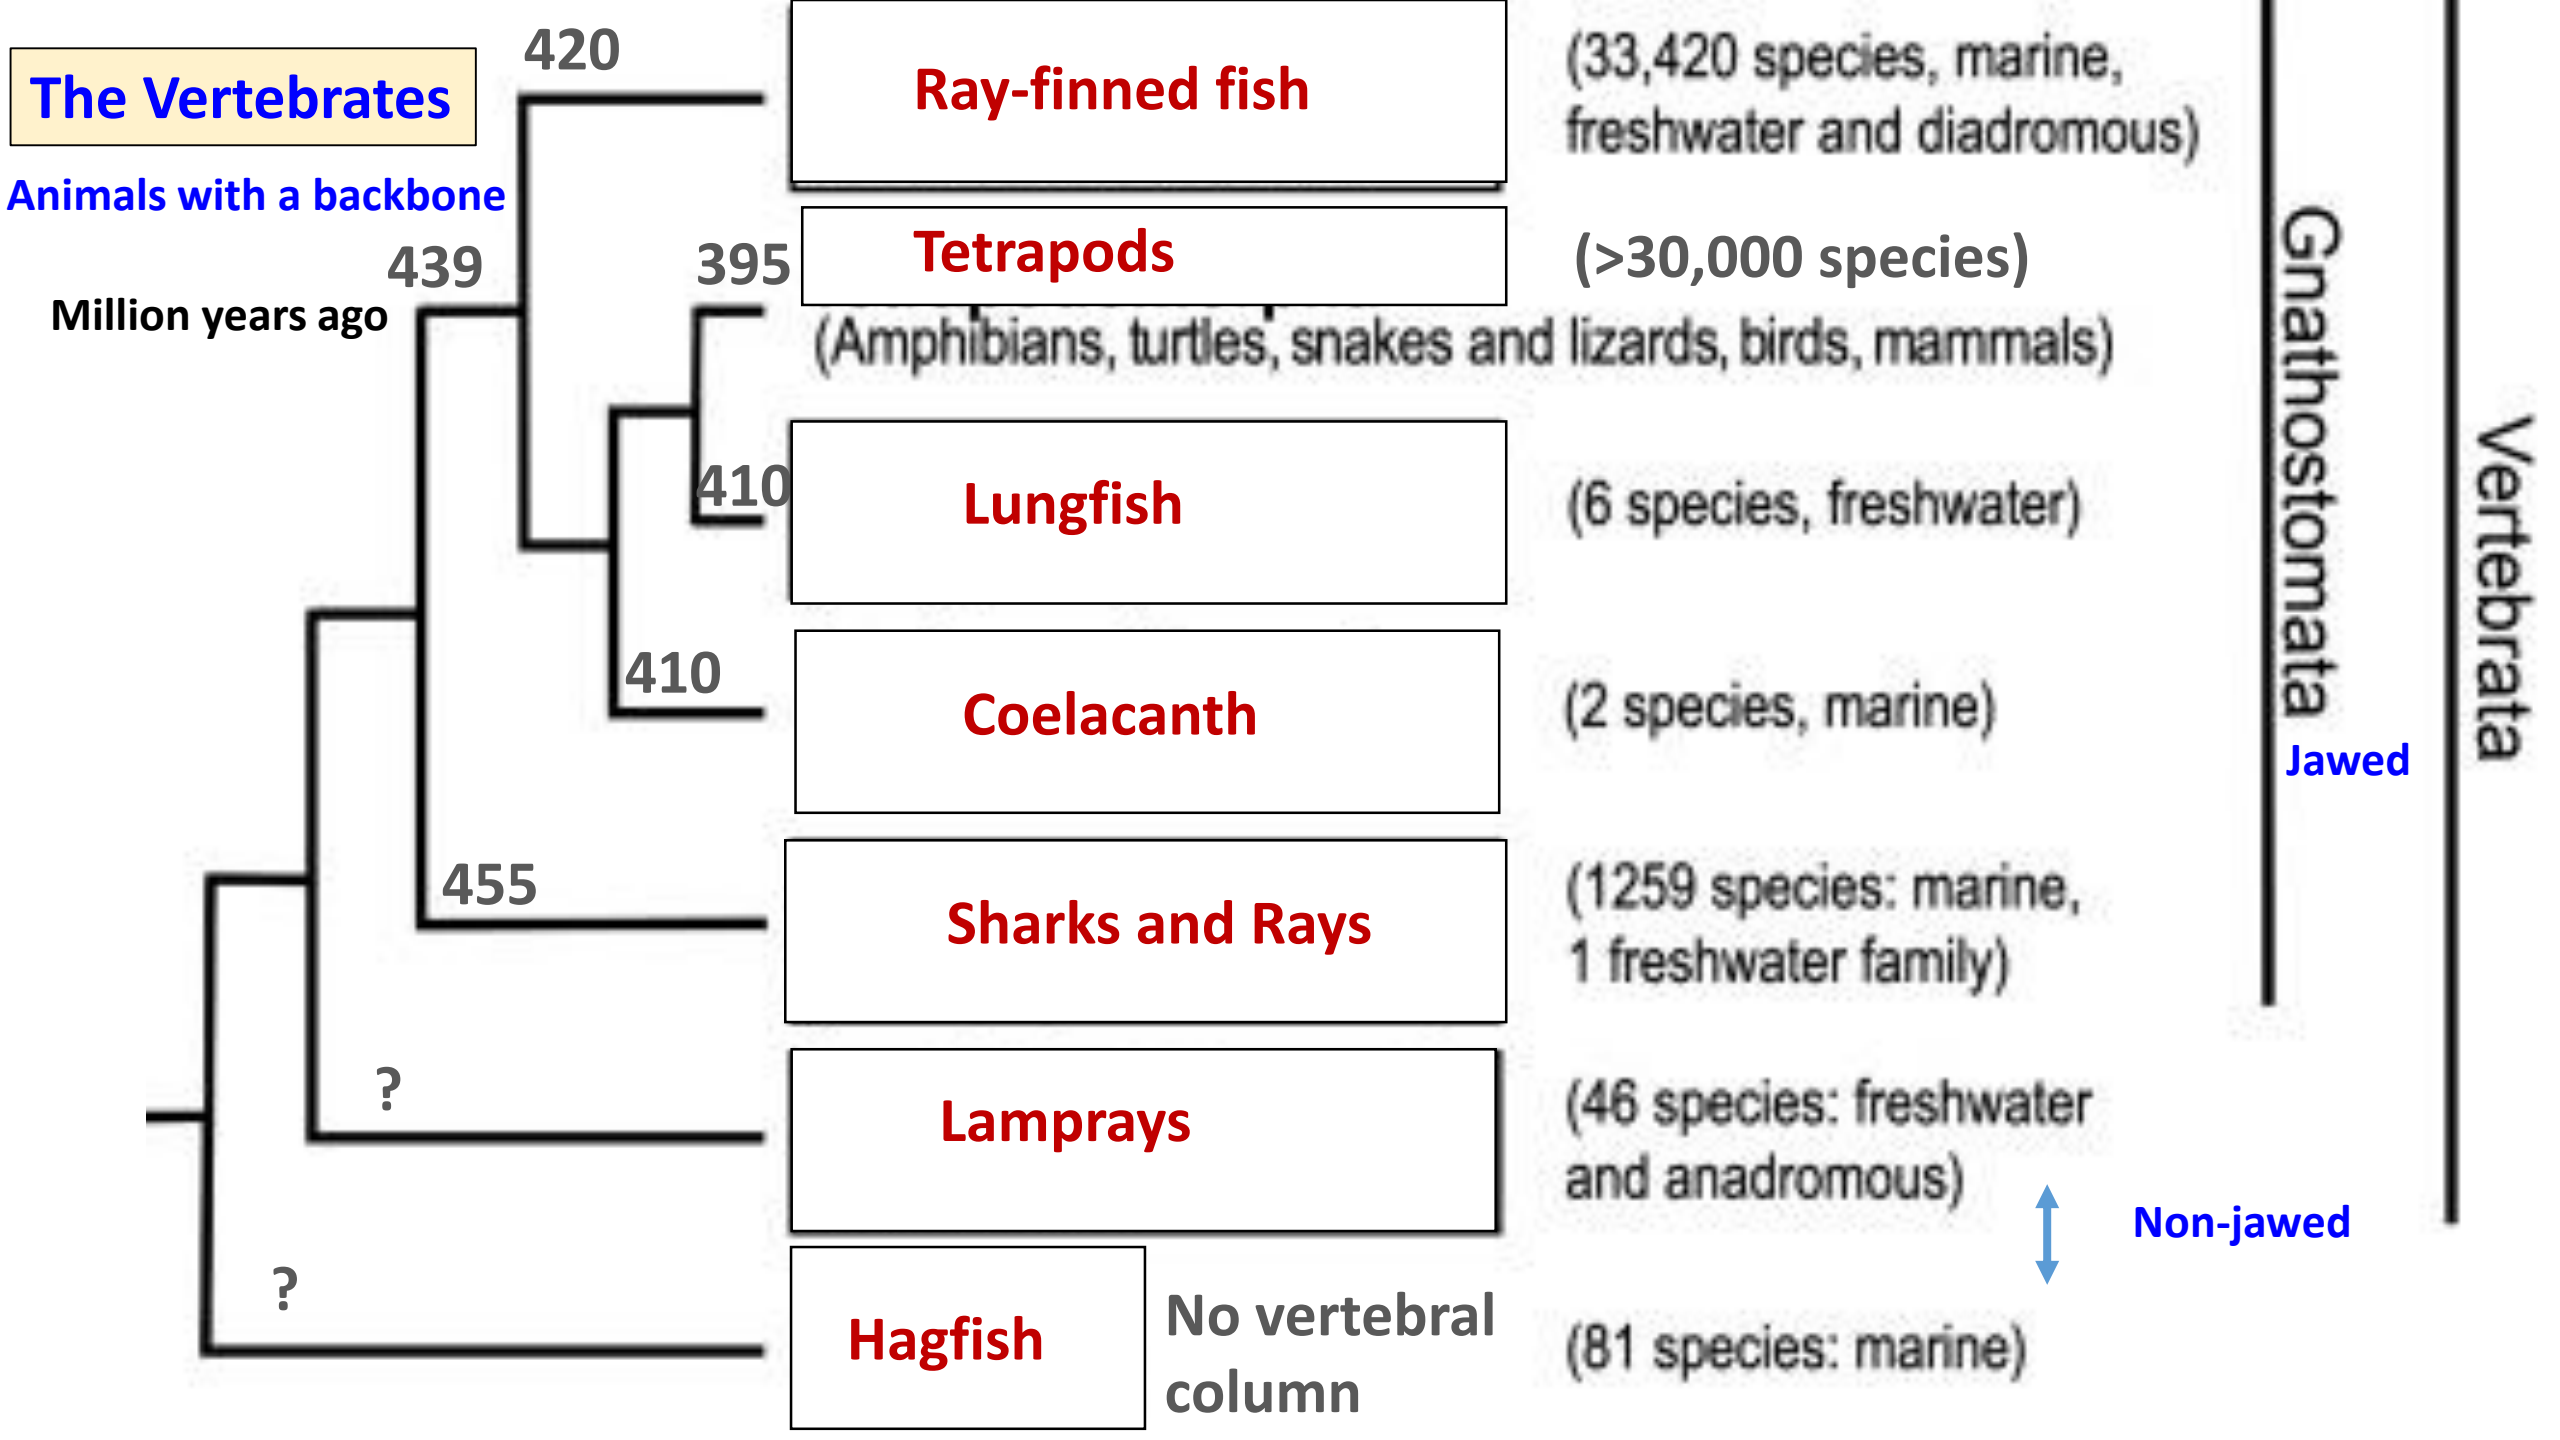 The Vertebrates
Animals with a backbone
Million years ago
420
439
395
410
410
455
?
?
Ray-finned fish
(33,420 species, marine,
freshwater and diadromous)
Tetrapods
(>30,000 species)
(Amphibians, turtles, snakes and lizards, birds, mammals)
Lungfish
(6 species, freshwater)
Coelacanth
(2 species, marine)
Sharks and Rays
(1259 species: marine,
1 freshwater family)
Lamprays
(46 species: freshwater
and anadromous)
Hagfish
No vertebral
column
(81 species: marine)
Gnathostomata
Jawed
Non-jawed
Vertebrata